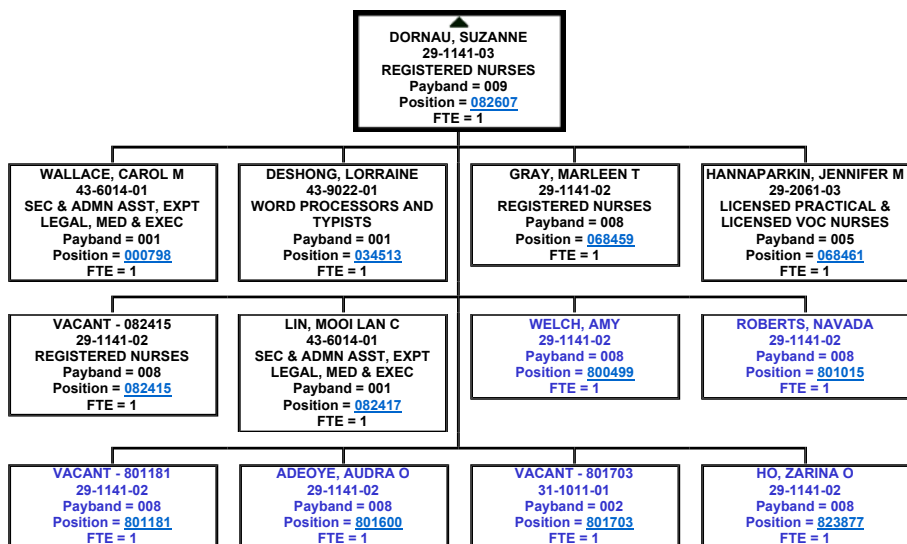 DORNAU, SUZANNE
29-1141-03
REGISTERED NURSES
Payband = 009
Position = 082607
FTE = 1
WALLACE, CAROL M
43-6014-01
SEC & ADMN ASST, EXPT
LEGAL, MED & EXEC
Payband = 001
Position = 000798
FTE = 1
DESHONG, LORRAINE
43-9022-01
WORD PROCESSORS AND
TYPISTS
Payband = 001
Position = 034513
FTE = 1
GRAY, MARLEEN T
29-1141-02
REGISTERED NURSES
Payband = 008
Position = 068459
FTE = 1
HANNAPARKIN, JENNIFER M
29-2061-03
LICENSED PRACTICAL &
LICENSED VOC NURSES
Payband = 005
Position = 068461
FTE = 1
VACANT - 082415
29-1141-02
REGISTERED NURSES
Payband = 008
Position = 082415
FTE = 1
LIN, MOOI LAN C
43-6014-01
SEC & ADMN ASST, EXPT
LEGAL, MED & EXEC
Payband = 001
Position = 082417
FTE = 1
WELCH, AMY
29-1141-02
Payband = 008
Position = 800499
FTE = 1
ROBERTS, NAVADA
29-1141-02
Payband = 008
Position = 801015
FTE = 1
VACANT - 801181
29-1141-02
Payband = 008
Position = 801181
FTE = 1
ADEOYE, AUDRA O
29-1141-02
Payband = 008
Position = 801600
FTE = 1
VACANT - 801703
31-1011-01
Payband = 002
Position = 801703
FTE = 1
HO, ZARINA O
29-1141-02
Payband = 008
Position = 823877
FTE = 1